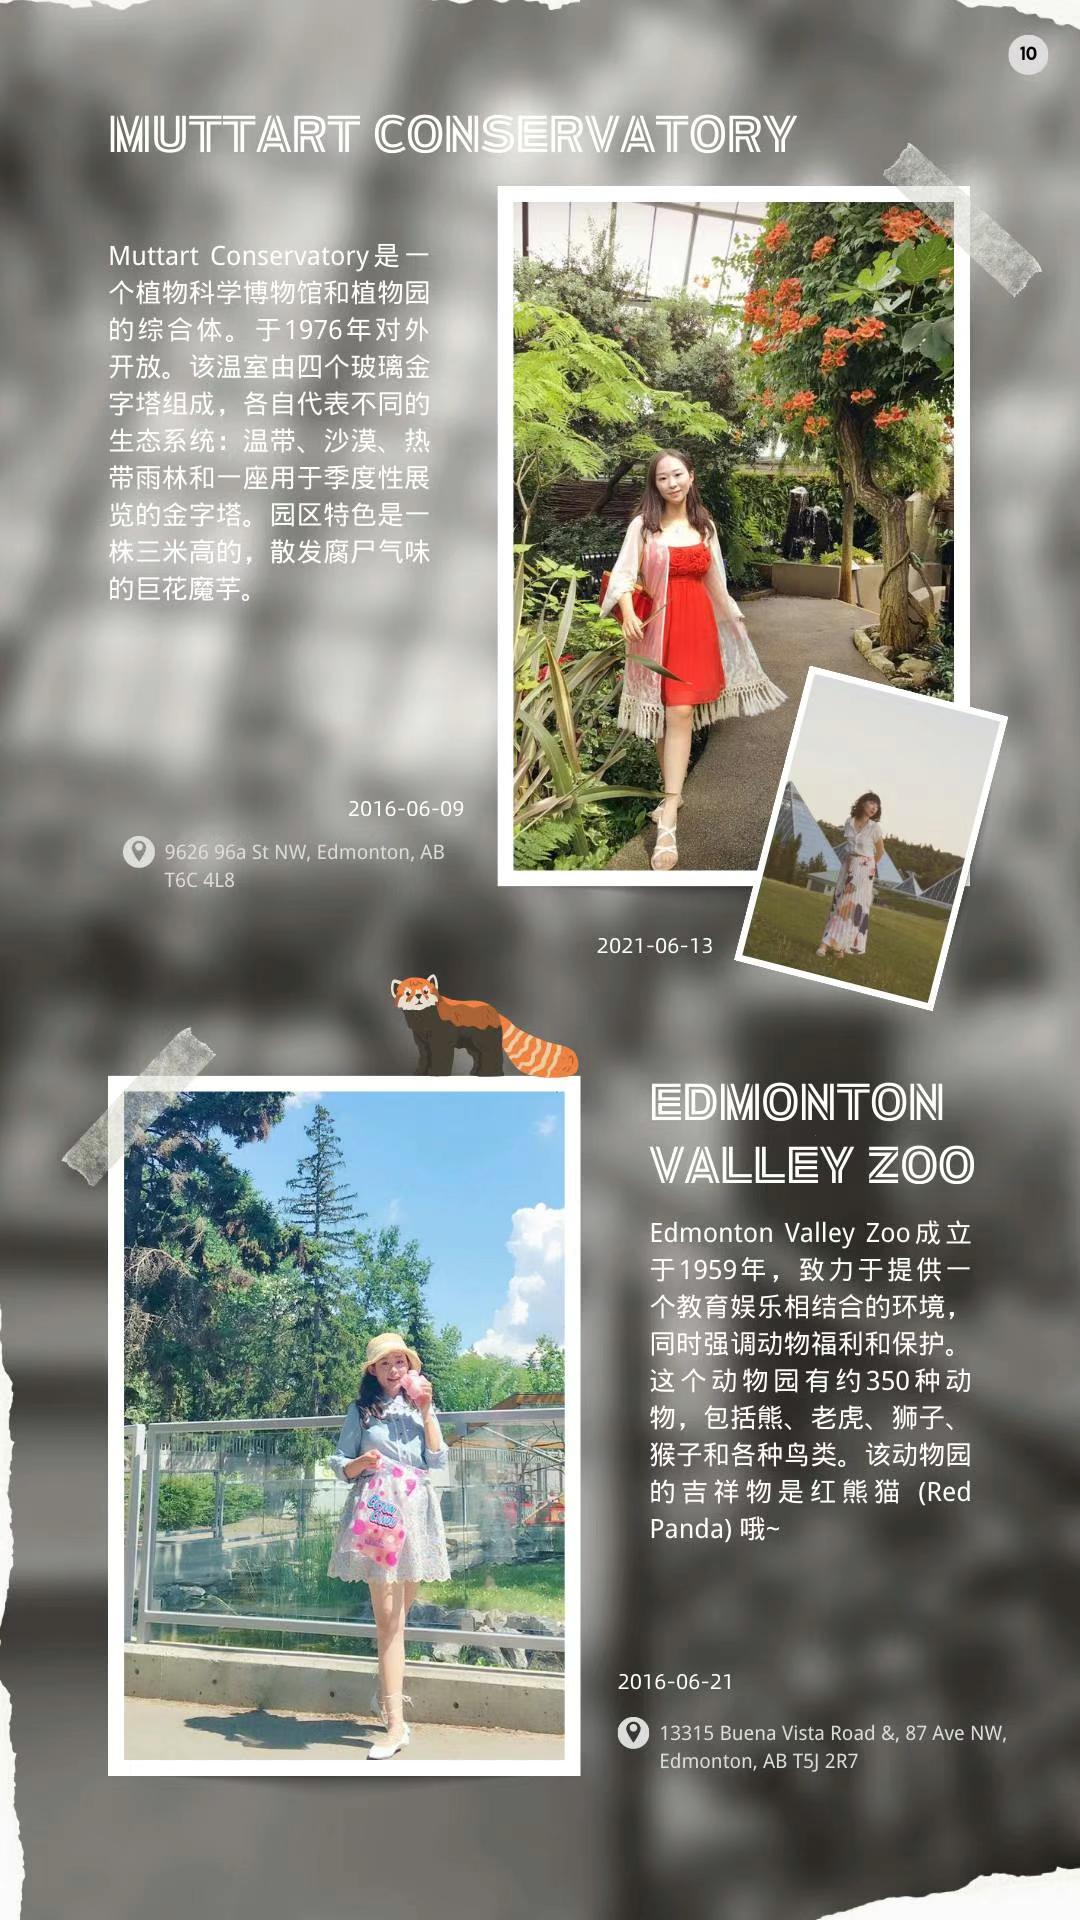 10
MUTTART CONSERVATORY
Muttart Conservatory是一
个植物科学博物馆和植物园
的综合体。于1976年对外
开放。该温室由四个玻璃金
字塔组成，各自代表不同的
生态系统：温带、沙漠、热
带雨林和一座用于季度性展
览的金字塔。园区特色是一
株三米高的，散发腐尸气味
的巨花魔芋。
2016-06-09
9626 96a St NW, Edmonton, AB
T6C 4L8
2021-06-13
EDMONTON
VALLEY ZOO
Edmonton Valley Zoo成立
于1959年，致力于提供一
个教育娱乐相结合的环境，
同时强调动物福利和保护。
这个动物园有约350种动
物，包括熊、老虎、狮子、
猴子和各种鸟类。该动物园
的吉祥物是红熊猫 (Red
Panda) 哦~
2016-06-21
13315 Buena Vista Road &, 87 Ave NW,
Edmonton, AB T5J 2R7